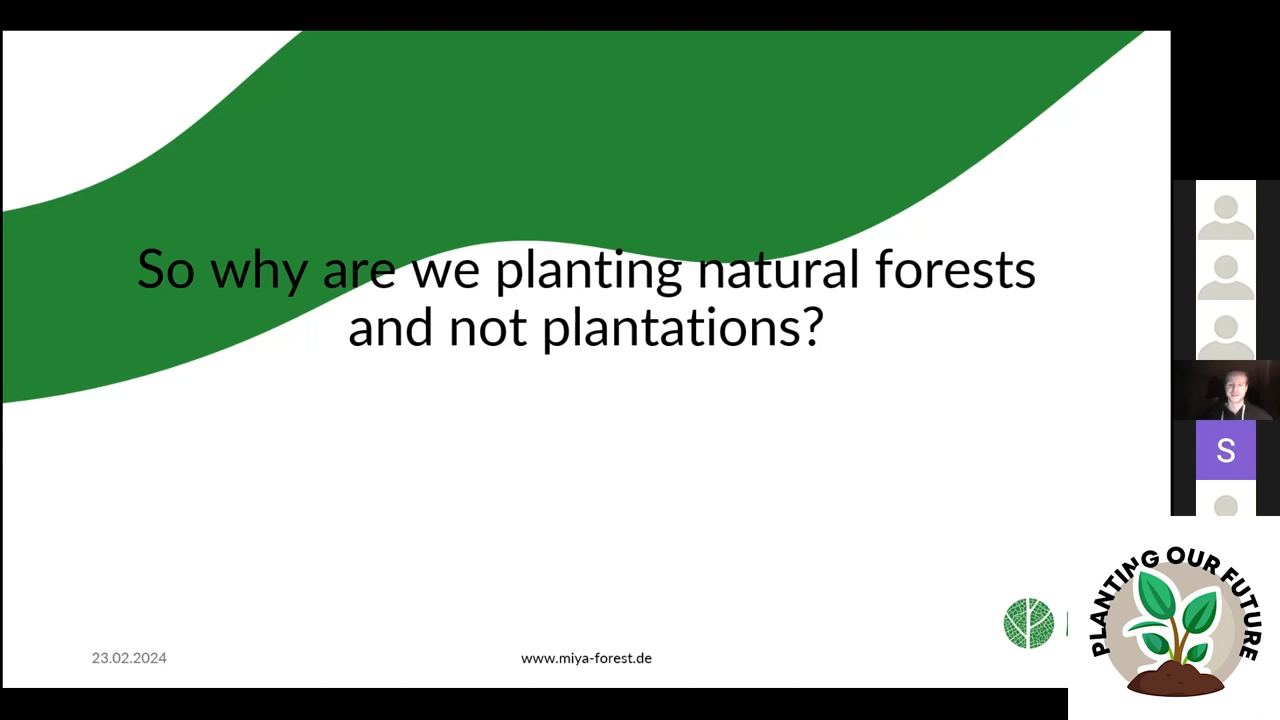 So why are we planting natural forests
and not plantations?
S
23.02.2024
www.miya-forest.de
PLANTING OUR FUTURE